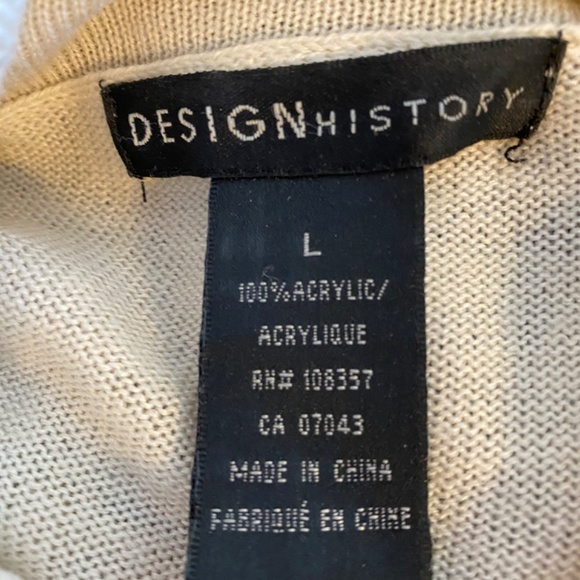 DESIGNHISTORY
L
100%ACRYLIC/
ACRYLIQUE
RN# 108357
CA 07043
MADE IN CHINA
FABRIQUÉ EN CHINE